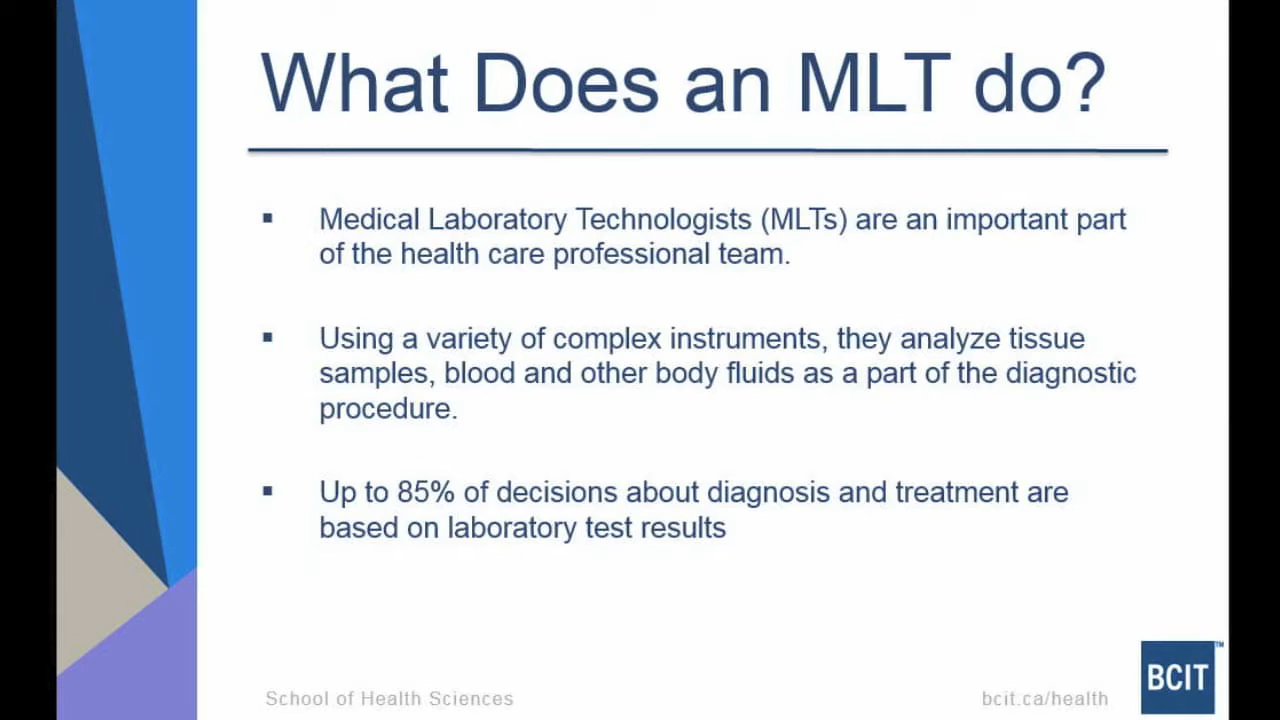 What Does an MLT do?
▪ Medical Laboratory Technologists (MLTs) are an important part
of the health care professional team.
▪ Using a variety of complex instruments, they analyze tissue
samples, blood and other body fluids as a part of the diagnostic
procedure.
▪ Up to 85% of decisions about diagnosis and treatment are
based on laboratory test results
School of Health Sciences
bcit.ca/health
BCIT™